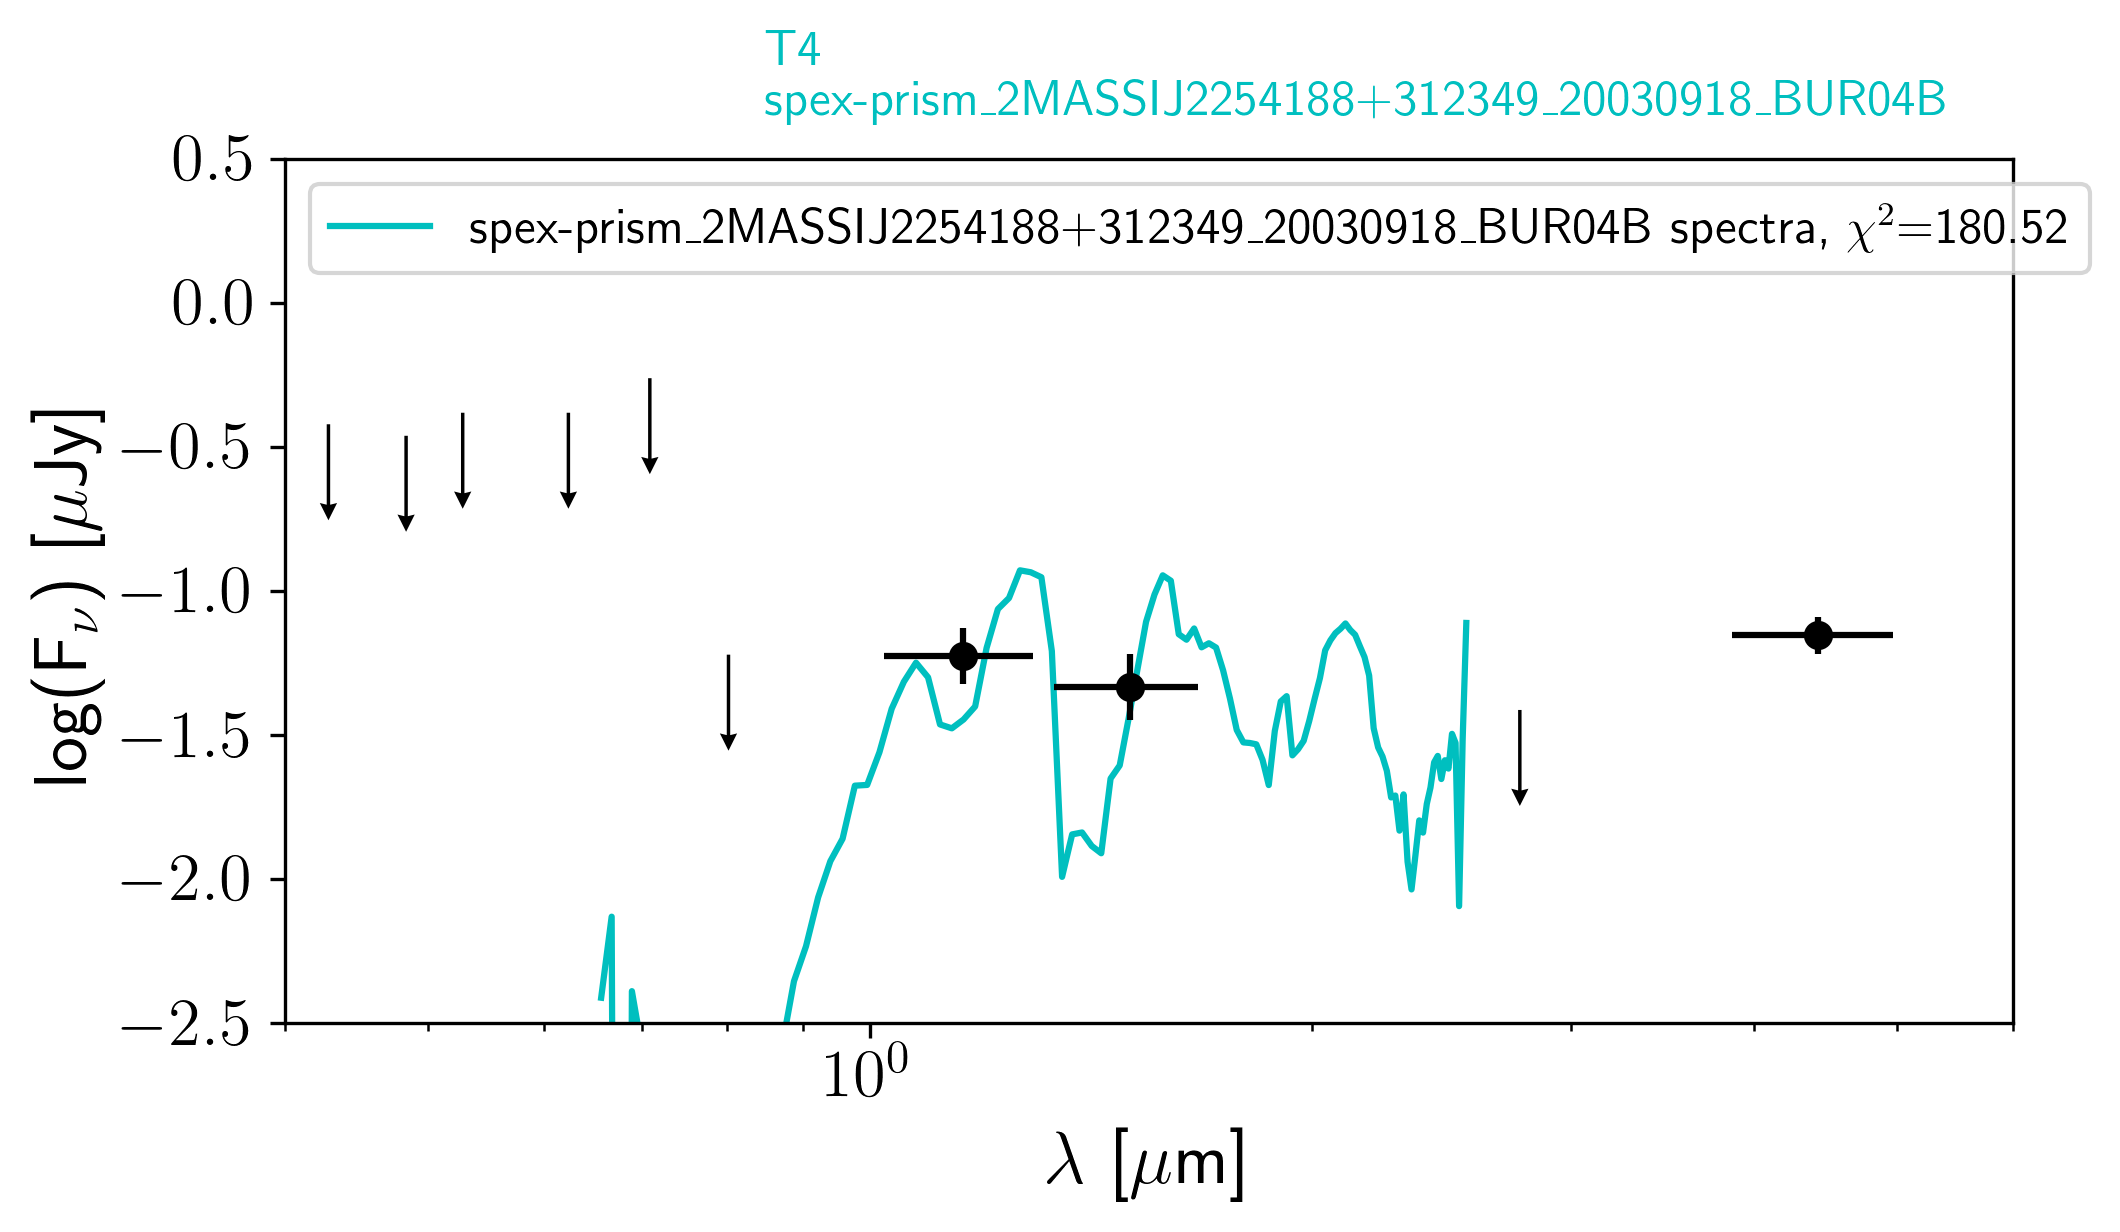 T4
spex-prism_2MASSIJ2254188+312349_20030918_BUR04B
spex-prism_2MASSIJ2254188+312349_20030918_BUR04B spectra, χ²=180.52
0.5
0.0
−0.5
−1.0
−1.5
−2.0
−2.5
log(Fν) [μJy]
10⁰
λ [μm]